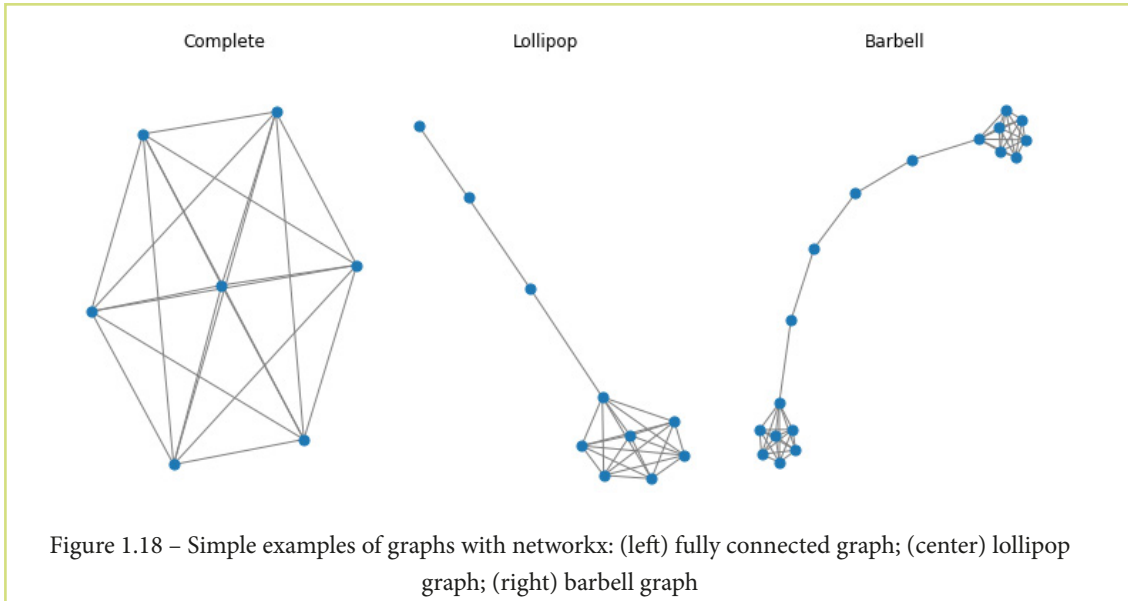 Complete
Lollipop
Barbell
Figure 1.18 – Simple examples of graphs with networkx: (left) fully connected graph; (center) lollipop
graph; (right) barbell graph